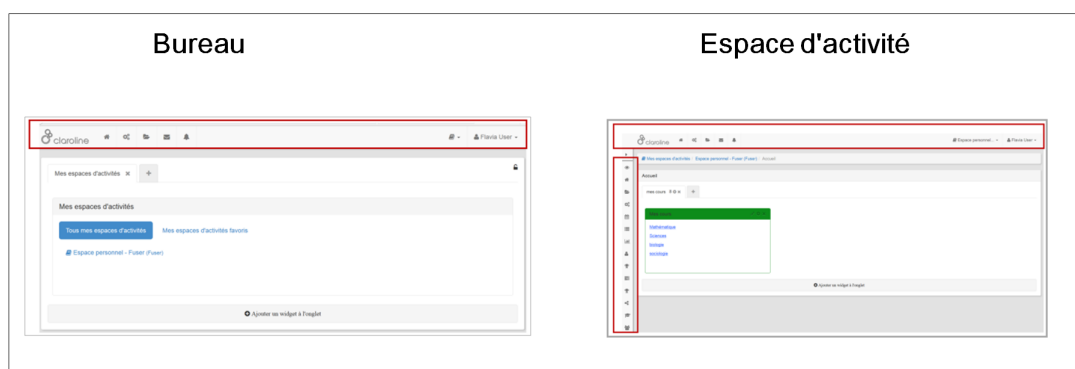 Bureau
Espace d'activité
claroline
Flavia User
Mes espaces d'activités
Mes espaces d'activités
Tous mes espaces d'activités
Mes espaces d'activités favoris
Espace personnel - Fuser (Fuser)
Ajouter un widget à l'onglet
claroline
Espace personnel...
Flavia User
Mes espaces d'activités / Espace personnel - Fuser (Fuser) / Accueil
Accueil
mes cours
Mathématique
Sciences
biologie
sociologie
Ajouter un widget à l'onglet